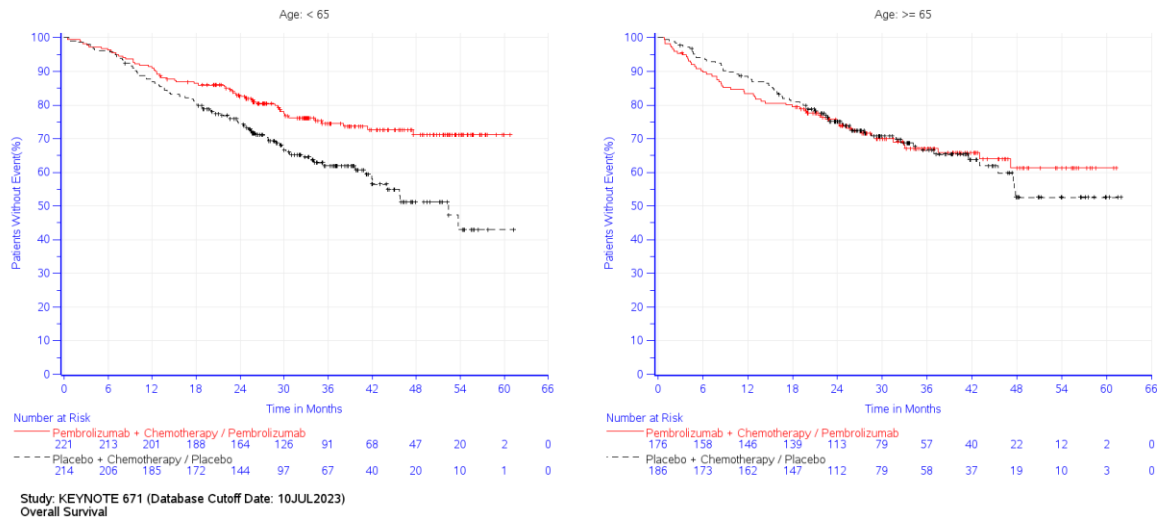 Age: < 65
Patients Without Event(%)
100
90
80
70
60
50
40
30
20
10
0
0 6 12 18 24 30 36 42 48 54 60 66
Time in Months
Number at Risk
Pembrolizumab + Chemotherapy / Pembrolizumab
221 213 201 188 164 126 91 68 47 20 2 0
Placebo + Chemotherapy / Placebo
214 206 185 172 144 97 67 40 20 10 1 0
Age: >= 65
Patients Without Event(%)
100
90
80
70
60
50
40
30
20
10
0
0 6 12 18 24 30 36 42 48 54 60 66
Time in Months
Number at Risk
Pembrolizumab + Chemotherapy / Pembrolizumab
176 158 146 139 113 79 57 40 22 12 2 0
Placebo + Chemotherapy / Placebo
186 173 162 147 112 79 58 37 19 10 3 0
Study: KEYNOTE 671 (Database Cutoff Date: 10JUL2023)
Overall Survival